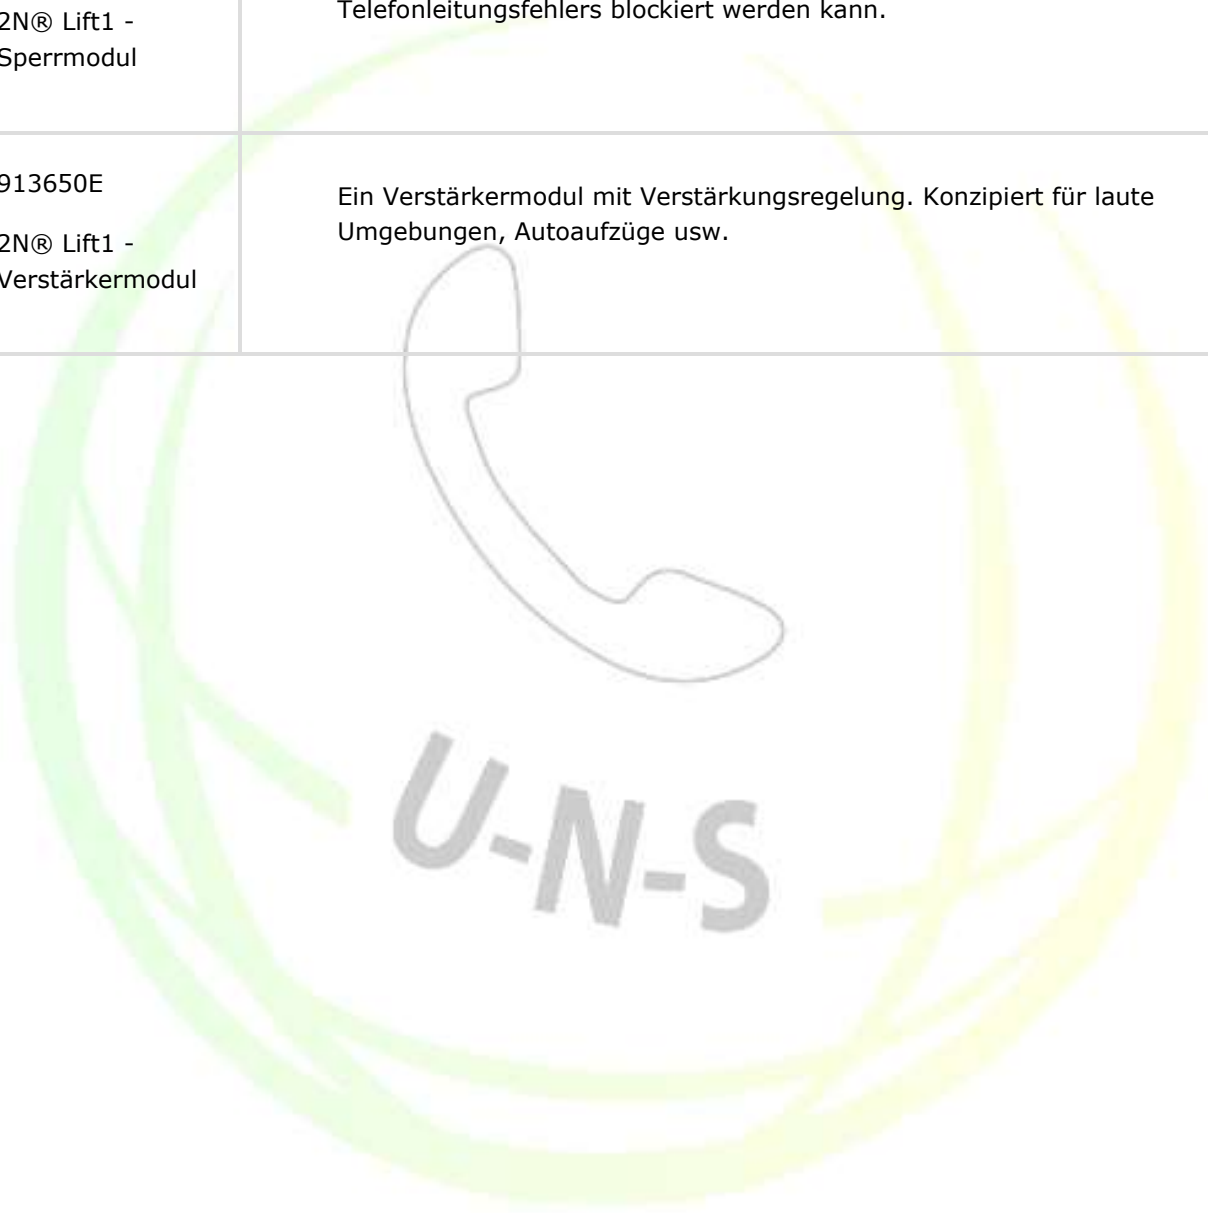 2N® Lift1 -
Sperrmodul
Telefonleitungsfehlers blockiert werden kann.
913650E
2N® Lift1 -
Verstärkermodul
Ein Verstärkermodul mit Verstärkungsregelung. Konzipiert für laute
Umgebungen, Autoaufzüge usw.
U-N-S